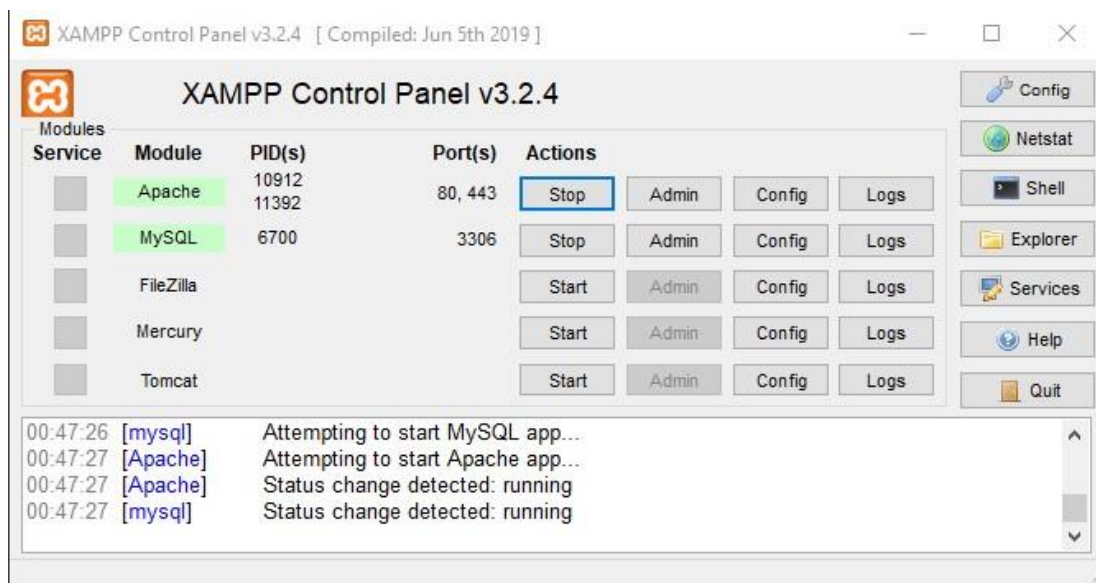 XAMPP Control Panel v3.2.4 [ Compiled: Jun 5th 2019 ]
XAMPP Control Panel v3.2.4
Config
Modules
Service Module PID(s) Port(s) Actions
Netstat
Apache 10912 11392 80, 443 Stop Admin Config Logs
Shell
MySQL 6700 3306 Stop Admin Config Logs
Explorer
FileZilla Start Admin Config Logs
Services
Mercury Start Admin Config Logs
Help
Tomcat Start Admin Config Logs
Quit
00:47:26 [mysql] Attempting to start MySQL app...
00:47:27 [Apache] Attempting to start Apache app...
00:47:27 [Apache] Status change detected: running
00:47:27 [mysql] Status change detected: running